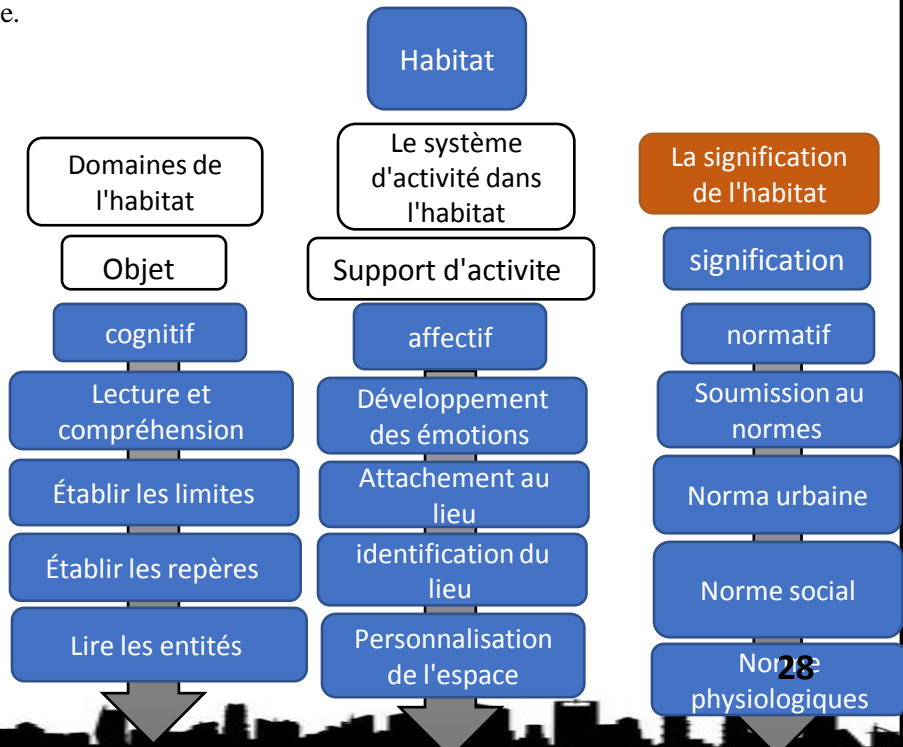 e.
Habitat
Domaines de
l'habitat
Objet
cognitif
Lecture et
compréhension
Établir les limites
Établir les repères
Lire les entités
Le système
d'activité dans
l'habitat
Support d'activite
affectif
Développement
des émotions
Attachement au
lieu
identification du
lieu
Personnalisation
de l'espace
La signification
de l'habitat
signification
normatif
Soumission au
normes
Norma urbaine
Norme social
Norme
physiologiques
28